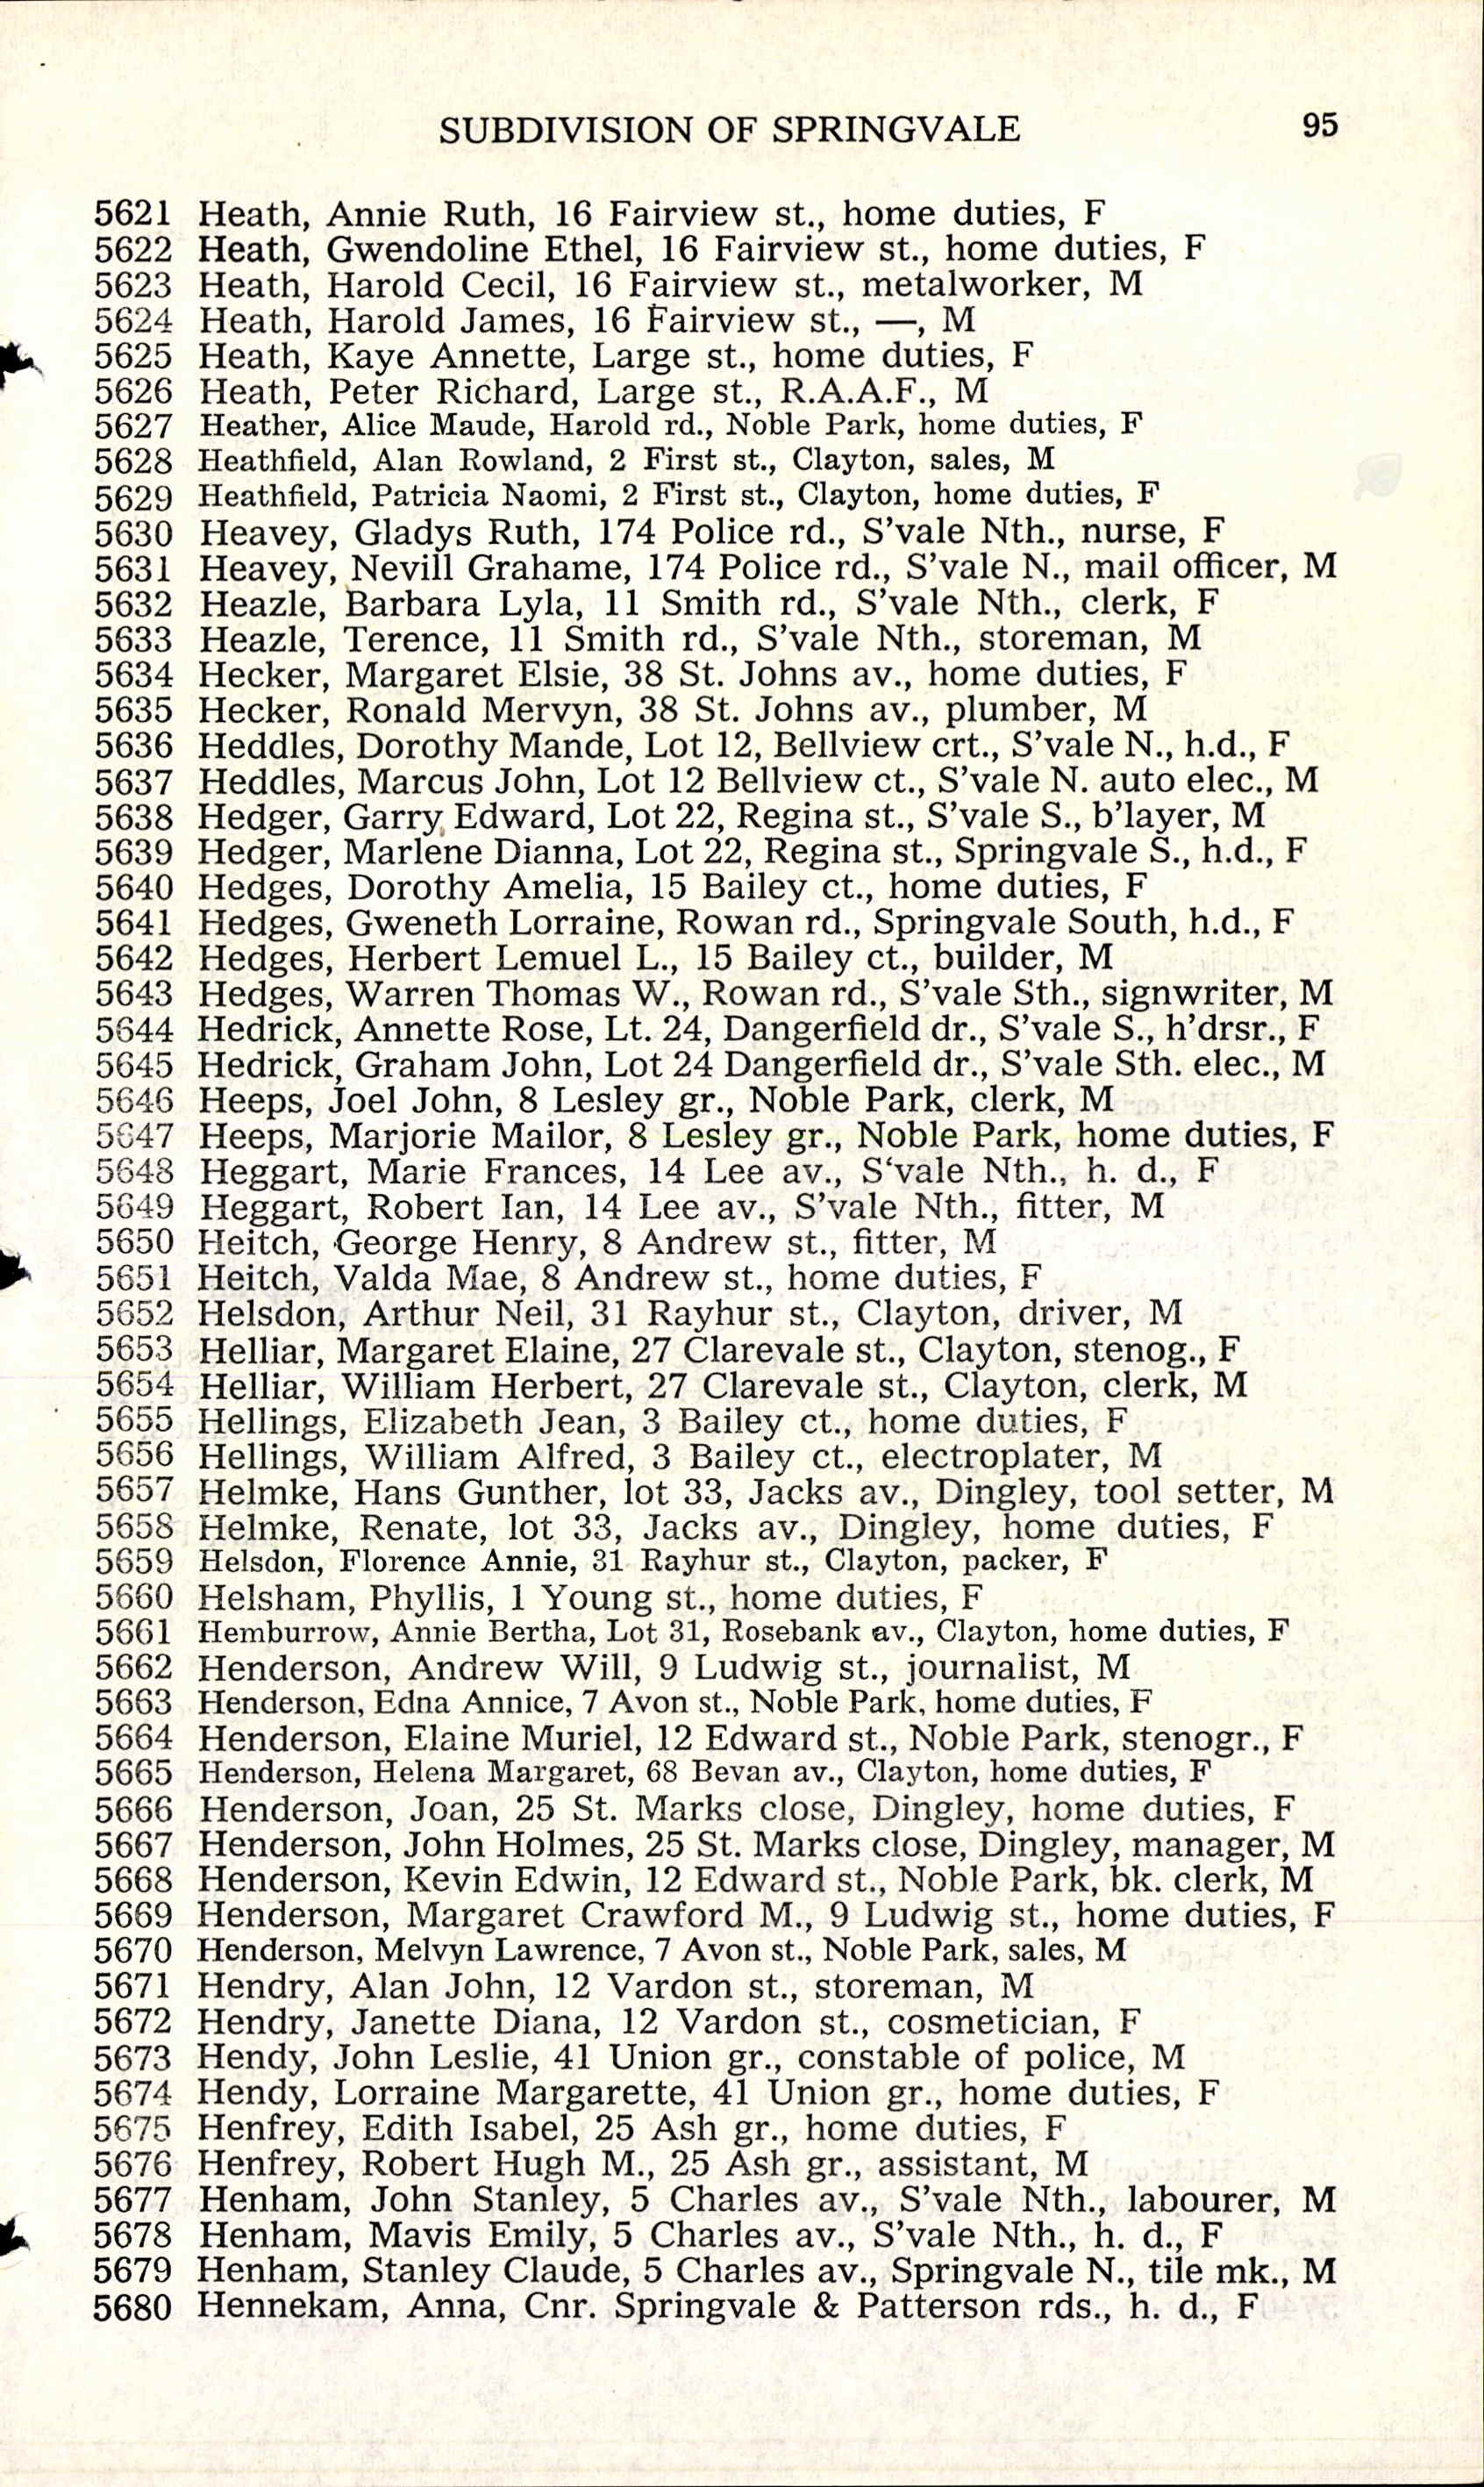 SUBDIVISION OF SPRINGVALE 95
5621 Heath, Annie Ruth, 16 Fairview st., home duties, F
5622 Heath, Gwendoline Ethel, 16 Fairview st., home duties, F
5623 Heath, Harold Cecil, 16 Fairview st., metalworker, M
5624 Heath, Harold James, 16 Fairview st., —, M
5625 Heath, Kaye Annette, Large st., home duties, F
5626 Heath, Peter Richard, Large st., R.A.A.F., M
5627 Heather, Alice Maude, Harold rd., Noble Park, home duties, F
5628 Heathfield, Alan Rowland, 2 First st., Clayton, sales, M
5629 Heathfield, Patricia Naomi, 2 First st., Clayton, home duties, F
5630 Heavey, Gladys Ruth, 174 Police rd., S'vale Nth., nurse, F
5631 Heavey, Nevill Grahame, 174 Police rd., S'vale N., mail officer, M
5632 Heazle, Barbara Lyla, 11 Smith rd., S'vale Nth., clerk, F
5633 Heazle, Terence, 11 Smith rd., S'vale Nth., storeman, M
5634 Hecker, Margaret Elsie, 38 St. Johns av., home duties, F
5635 Hecker, Ronald Mervyn, 38 St. Johns av., plumber, M
5636 Heddles, Dorothy Mande, Lot 12, Bellview crt., S'vale N., h.d., F
5637 Heddles, Marcus John, Lot 12 Bellview ct., S'vale N. auto elec., M
5638 Hedger, Garry Edward, Lot 22, Regina st., S'vale S., b'layer, M
5639 Hedger, Marlene Dianna, Lot 22, Regina st., Springvale S., h.d., F
5640 Hedges, Dorothy Amelia, 15 Bailey ct., home duties, F
5641 Hedges, Gweneth Lorraine, Rowan rd., Springvale South, h.d., F
5642 Hedges, Herbert Lemuel L., 15 Bailey ct., builder, M
5643 Hedges, Warren Thomas W., Rowan rd., S'vale Sth., signwriter, M
5644 Hedrick, Annette Rose, Lt. 24, Dangerfield dr., S'vale S., h'drsr., F
5645 Hedrick, Graham John, Lot 24 Dangerfield dr., S'vale Sth. elec., M
5646 Heeps, Joel John, 8 Lesley gr., Noble Park, clerk, M
5647 Heeps, Marjorie Mailor, 8 Lesley gr., Noble Park, home duties, F
5648 Heggart, Marie Frances, 14 Lee av., S‘vale Nth., h. d., F
5649 Heggart, Robert Ian, 14 Lee av., S'vale Nth., fitter, M
5650 Heitch, George Henry, 8 Andrew st., fitter, M
5651 Heitch, Valda Mae, 8 Andrew st., home duties, F
5652 Helsdon, Arthur Neil, 31 Rayhur st., Clayton, driver, M
5653 Helliar, Margaret Elaine, 27 Clarevale st., Clayton, stenog., F
5654 Helliar, William Herbert, 27 Clarevale st., Clayton, clerk, M
5655 Hellings, Elizabeth Jean, 3 Bailey ct., home duties, F
5656 Hellings, William Alfred, 3 Bailey ct., electroplater, M
5657 Helmke, Hans Gunther, lot 33, Jacks av., Dingley, tool setter, M
5658 Helmke, Renate, lot 33, Jacks av., Dingley, home duties, F
5659 Helsdon, Florence Annie, 31 Rayhur st., Clayton, packer, F
5660 Helsham, Phyllis, 1 Young st., home duties, F
5661 Hemburrow, Annie Bertha, Lot 31, Rosebank av., Clayton, home duties, F
5662 Henderson, Andrew Will, 9 Ludwig st., journalist, M
5663 Henderson, Edna Annice, 7 Avon st., Noble Park, home duties, F
5664 Henderson, Elaine Muriel, 12 Edward st., Noble Park, stenogr., F
5665 Henderson, Helena Margaret, 68 Bevan av., Clayton, home duties, F
5666 Henderson, Joan, 25 St. Marks close, Dingley, home duties, F
5667 Henderson, John Holmes, 25 St. Marks close, Dingley, manager, M
5668 Henderson, Kevin Edwin, 12 Edward st., Noble Park, bk. clerk, M
5669 Henderson, Margaret Crawford M., 9 Ludwig st., home duties, F
5670 Henderson, Melvyn Lawrence, 7 Avon st., Noble Park, sales, M
5671 Hendry, Alan John, 12 Vardon st., storeman, M
5672 Hendry, Janette Diana, 12 Vardon st., cosmetician, F
5673 Hendy, John Leslie, 41 Union gr., constable of police, M
5674 Hendy, Lorraine Margarette, 41 Union gr., home duties, F
5675 Henfrey, Edith Isabel, 25 Ash gr., home duties, F
5676 Henfrey, Robert Hugh M., 25 Ash gr., assistant, M
5677 Henham, John Stanley, 5 Charles av., S'vale Nth., labourer, M
5678 Henham, Mavis Emily, 5 Charles av., S'vale Nth., h. d., F
5679 Henham, Stanley Claude, 5 Charles av., Springvale N., tile mk., M
5680 Hennekam, Anna, Cnr. Springvale & Patterson rds., h. d., F